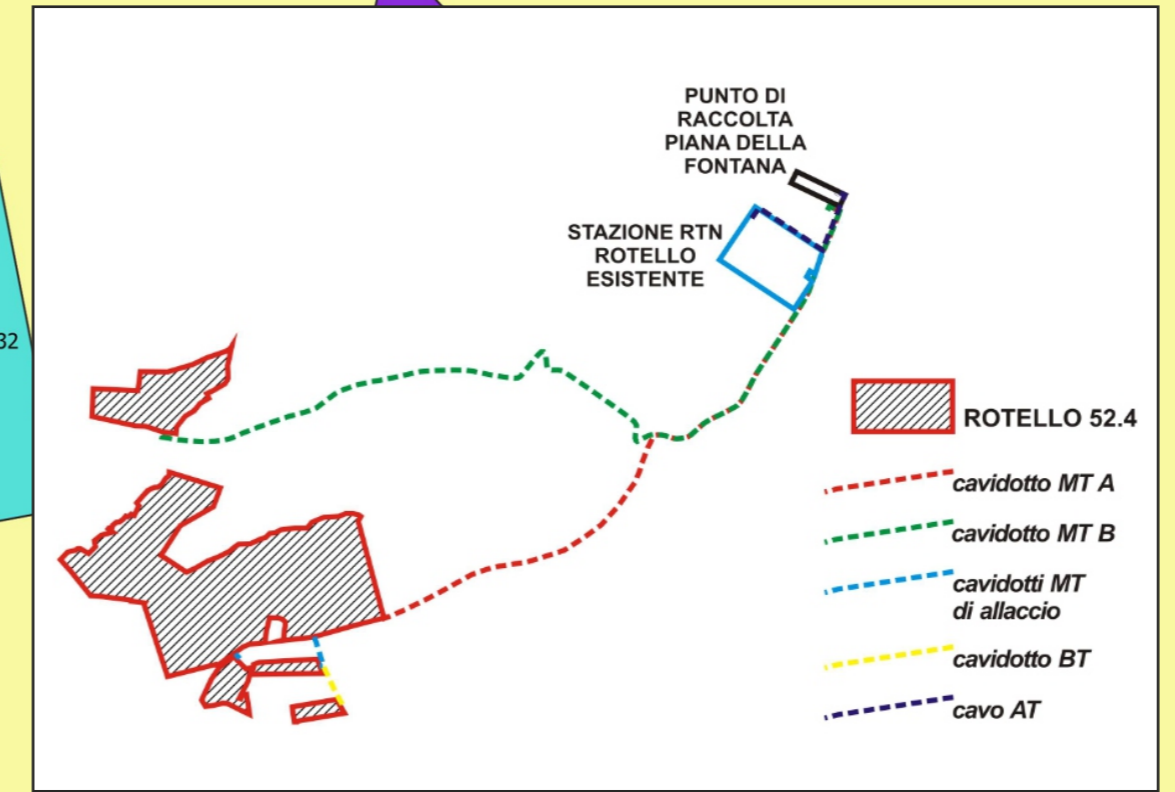 PUNTO DI
RACCOLTA
PIANA DELLA
FONTANA
STAZIONE RTN
ROTELLO
ESISTENTE
32
ROTELLO 52.4
cavidotto MT A
cavidotto MT B
cavidotti MT
di allaccio
cavidotto BT
cavo AT